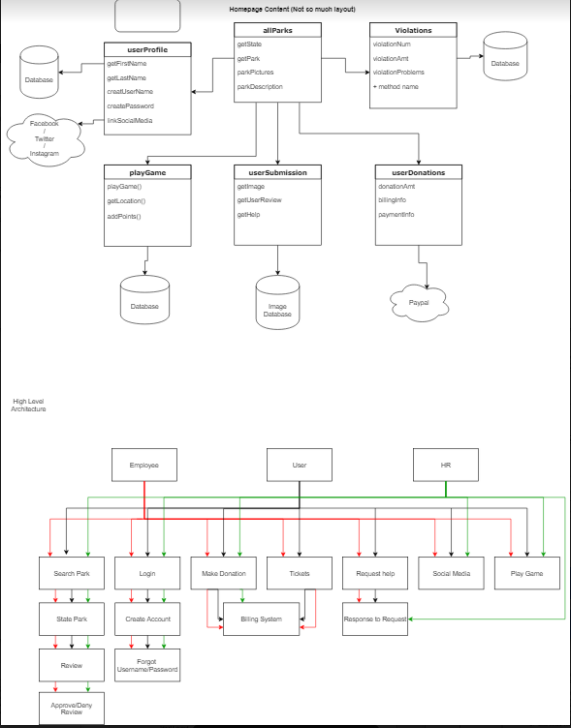 Homepage Content (Not so much layout)
allParks
getState
getPark
parkPictures
parkDescription
Violations
violationNum
violationAmt
violationProblems
+ method name
Database
userProfile
getFirstName
getLastName
creatUserName
createPassword
linkSocialMedia
Database
Facebook
/
Twitter
/
Instagram
playGame
playGame()
getLocation()
addPoints()
userSubmission
getImage
getUserReview
getHelp
userDonations
donationAmt
billingInfo
paymentInfo
Database
Image
Database
Paypal
High Level
Architecture
Employee
User
HR
Search Park
Login
Make Donation
Tickets
Request help
Social Media
Play Game
State Park
Create Account
Billing System
Response to Request
Review
Forgot
Username/Password
Approve/Deny
Review